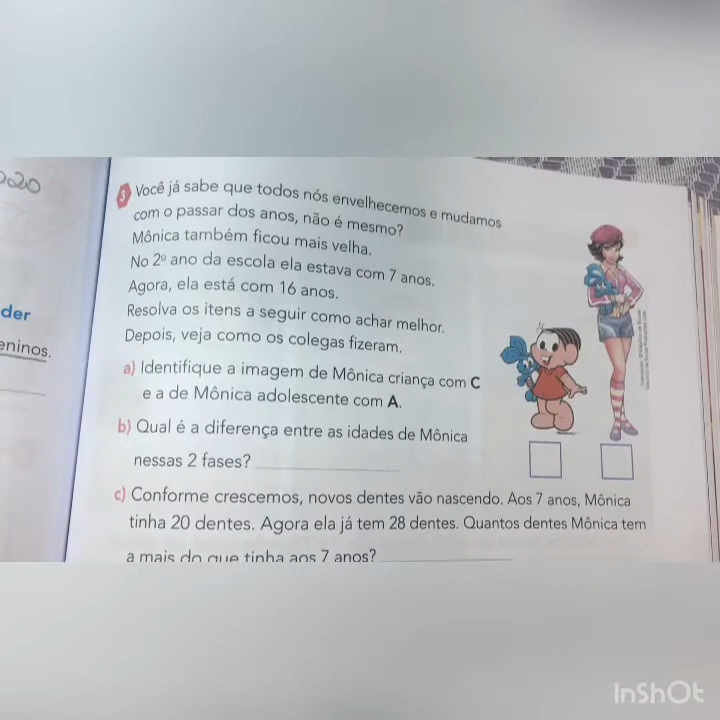 2020
der
eninos.
3 Você já sabe que todos nós envelhecemos e mudamos
com o passar dos anos, não é mesmo?
Mônica também ficou mais velha.
No 2º ano da escola ela estava com 7 anos.
Agora, ela está com 16 anos.
Resolva os itens a seguir como achar melhor.
Depois, veja como os colegas fizeram.
a) Identifique a imagem de Mônica criança com C
e a de Mônica adolescente com A.
b) Qual é a diferença entre as idades de Mônica
nessas 2 fases?
c) Conforme crescemos, novos dentes vão nascendo. Aos 7 anos, Mônica
tinha 20 dentes. Agora ela já tem 28 dentes. Quantos dentes Mônica tem
a mais do que tinha aos 7 anos?
InShOt